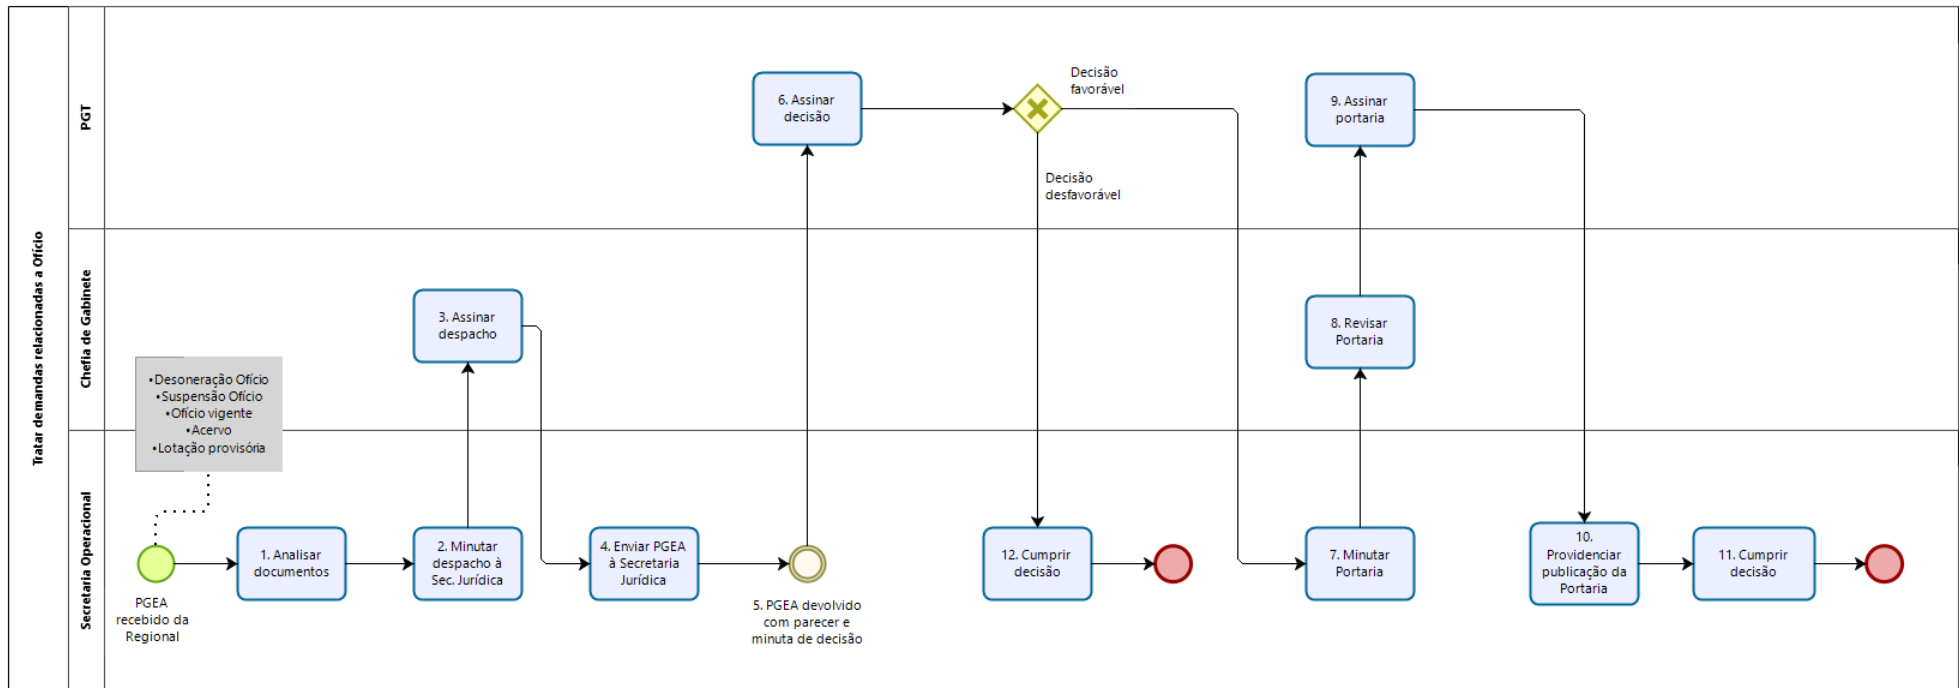 Tratar demandas relacionadas a Ofício
PGT
Chefia de Gabinete
Secretaria Operacional
•Desoneração Ofício
•Suspensão Ofício
•Ofício vigente
•Acervo
•Lotação provisória
PGEA
recebido da
Regional
1. Analisar
documentos
2. Minutar
despacho à
Sec. Jurídica
3. Assinar
despacho
4. Enviar PGEA
à Secretaria
Jurídica
5. PGEA devolvido
com parecer e
minuta de decisão
6. Assinar
decisão
Decisão
favorável
Decisão
desfavorável
12. Cumprir
decisão
7. Minutar
Portaria
8. Revisar
Portaria
9. Assinar
portaria
10.
Providenciar
publicação da
Portaria
11. Cumprir
decisão